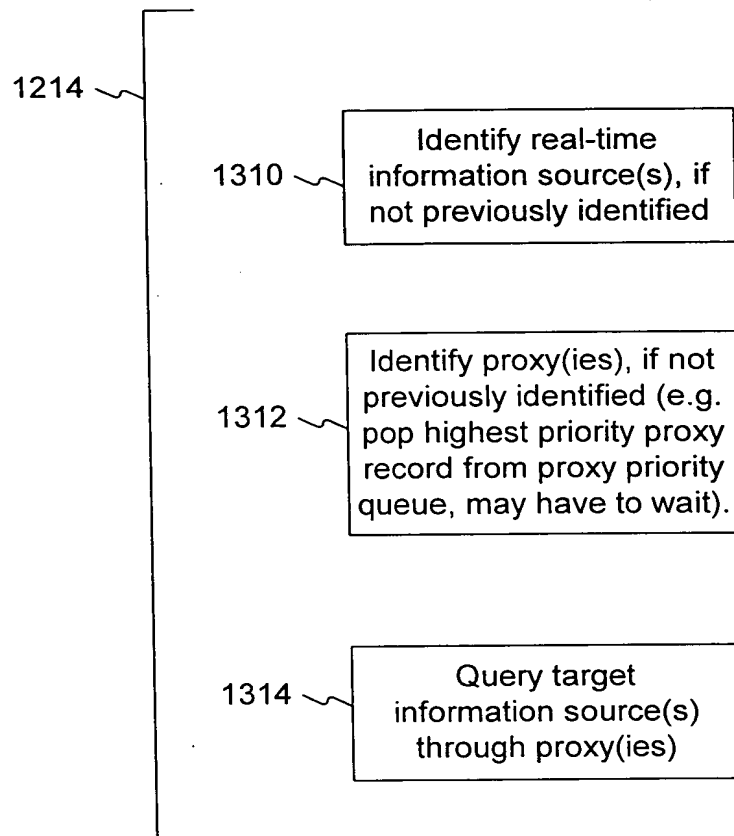 1214
1310
Identify real-time
information source(s), if
not previously identified
1312
Identify proxy(ies), if not
previously identified (e.g.
pop highest priority proxy
record from proxy priority
queue, may have to wait).
1314
Query target
information source(s)
through proxy(ies)